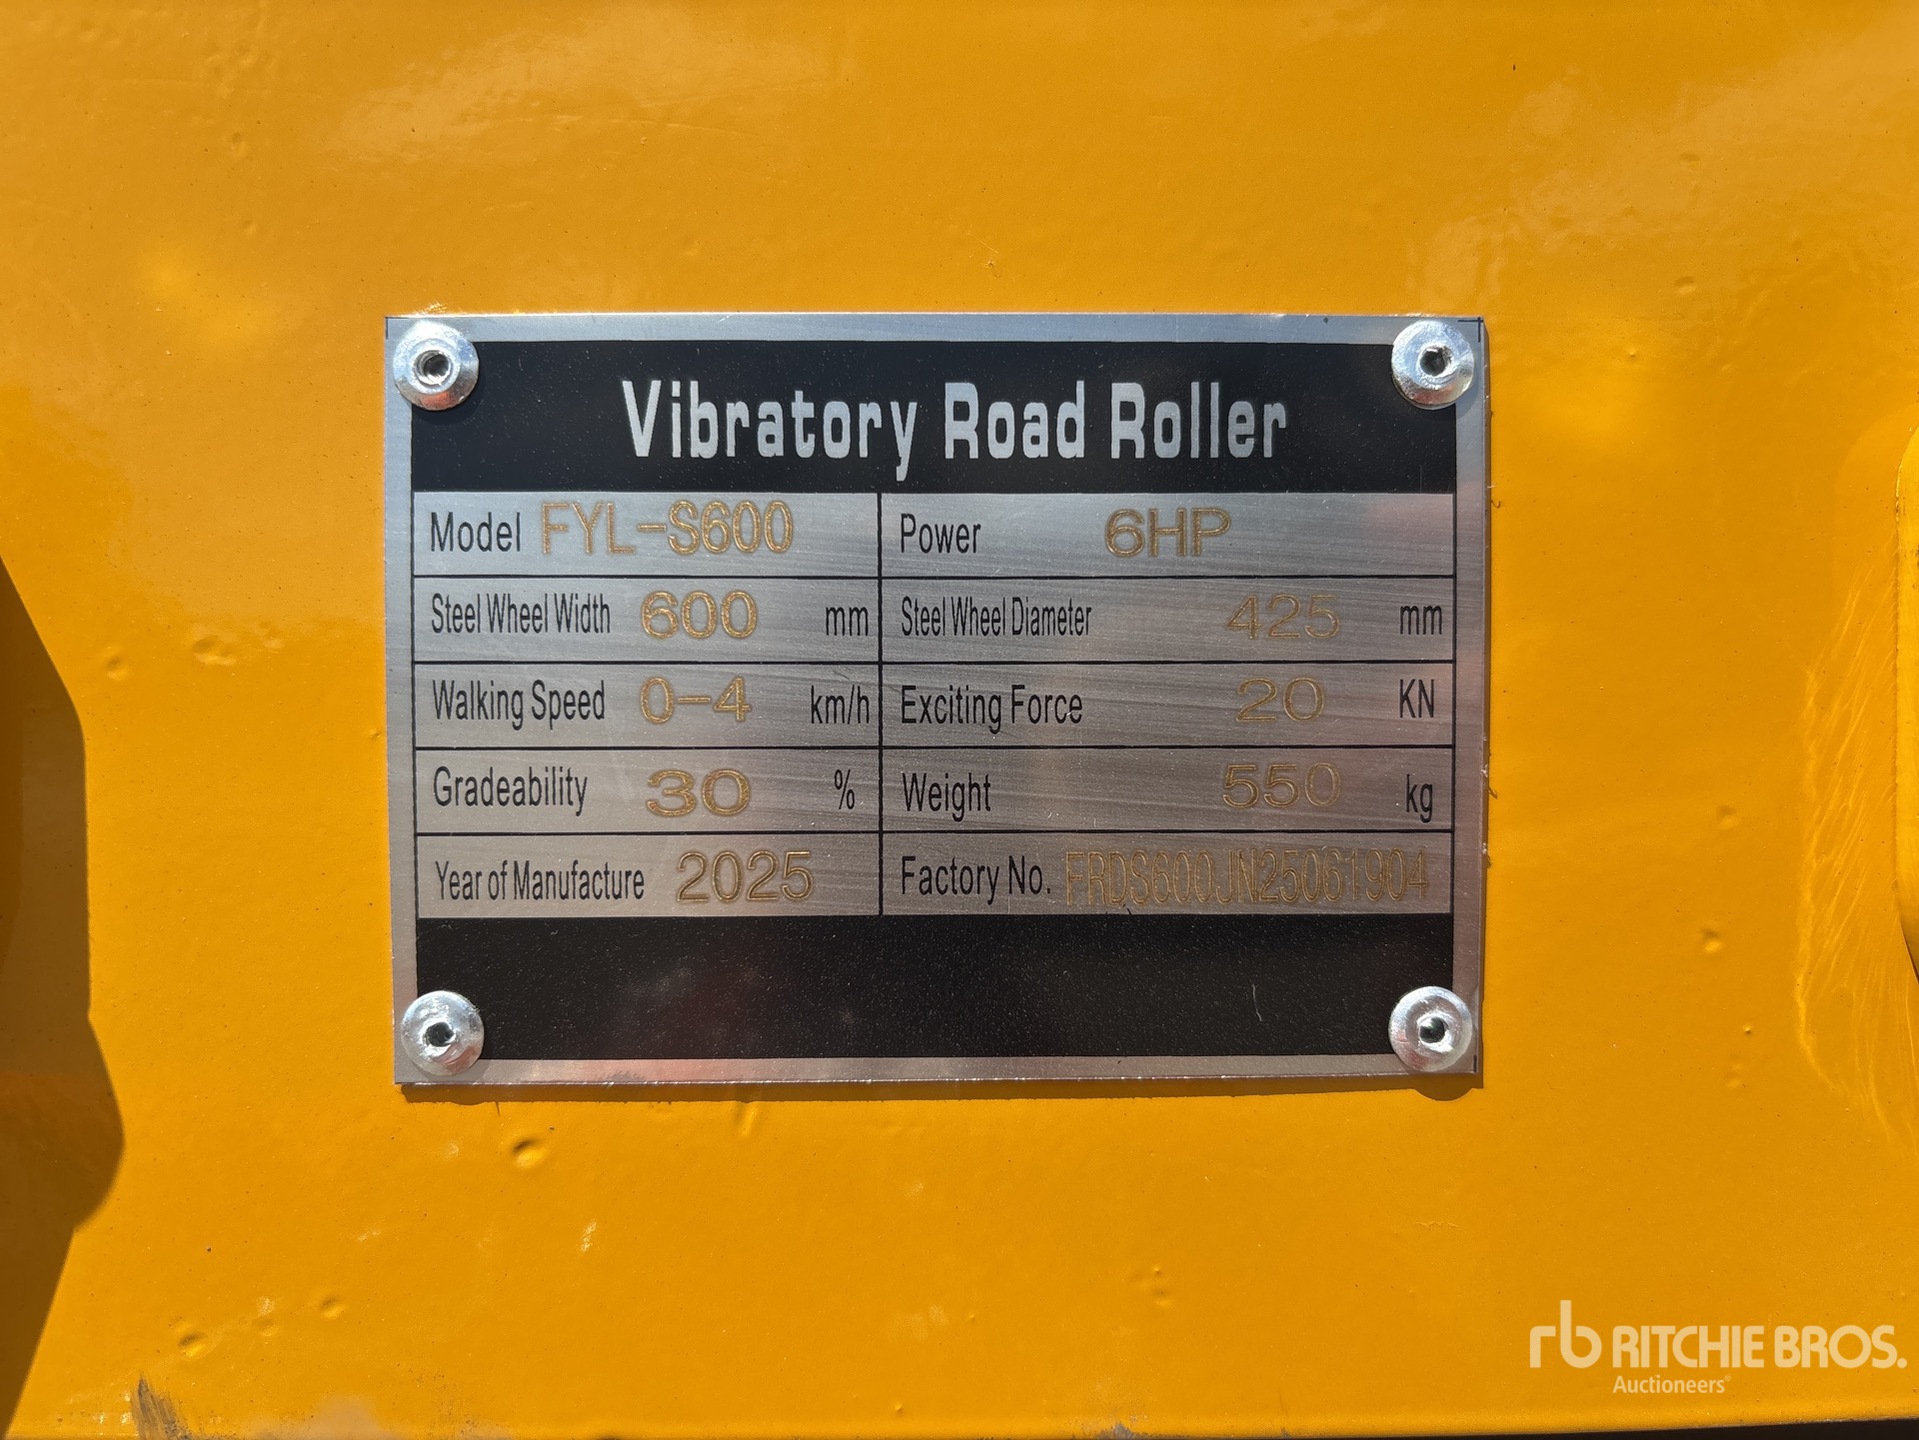 Vibratory Road Roller
Model FYL-S600 Power 6HP
Steel Wheel Width 600 mm Steel Wheel Diameter 425 mm
Walking Speed 0-4 km/h Exciting Force 20 KN
Gradeability 30 % Weight 550 kg
Year of Manufacture 2025 Factory No. FRDS600JN25061904
rb RITCHIE BROS.
Auctioneers®